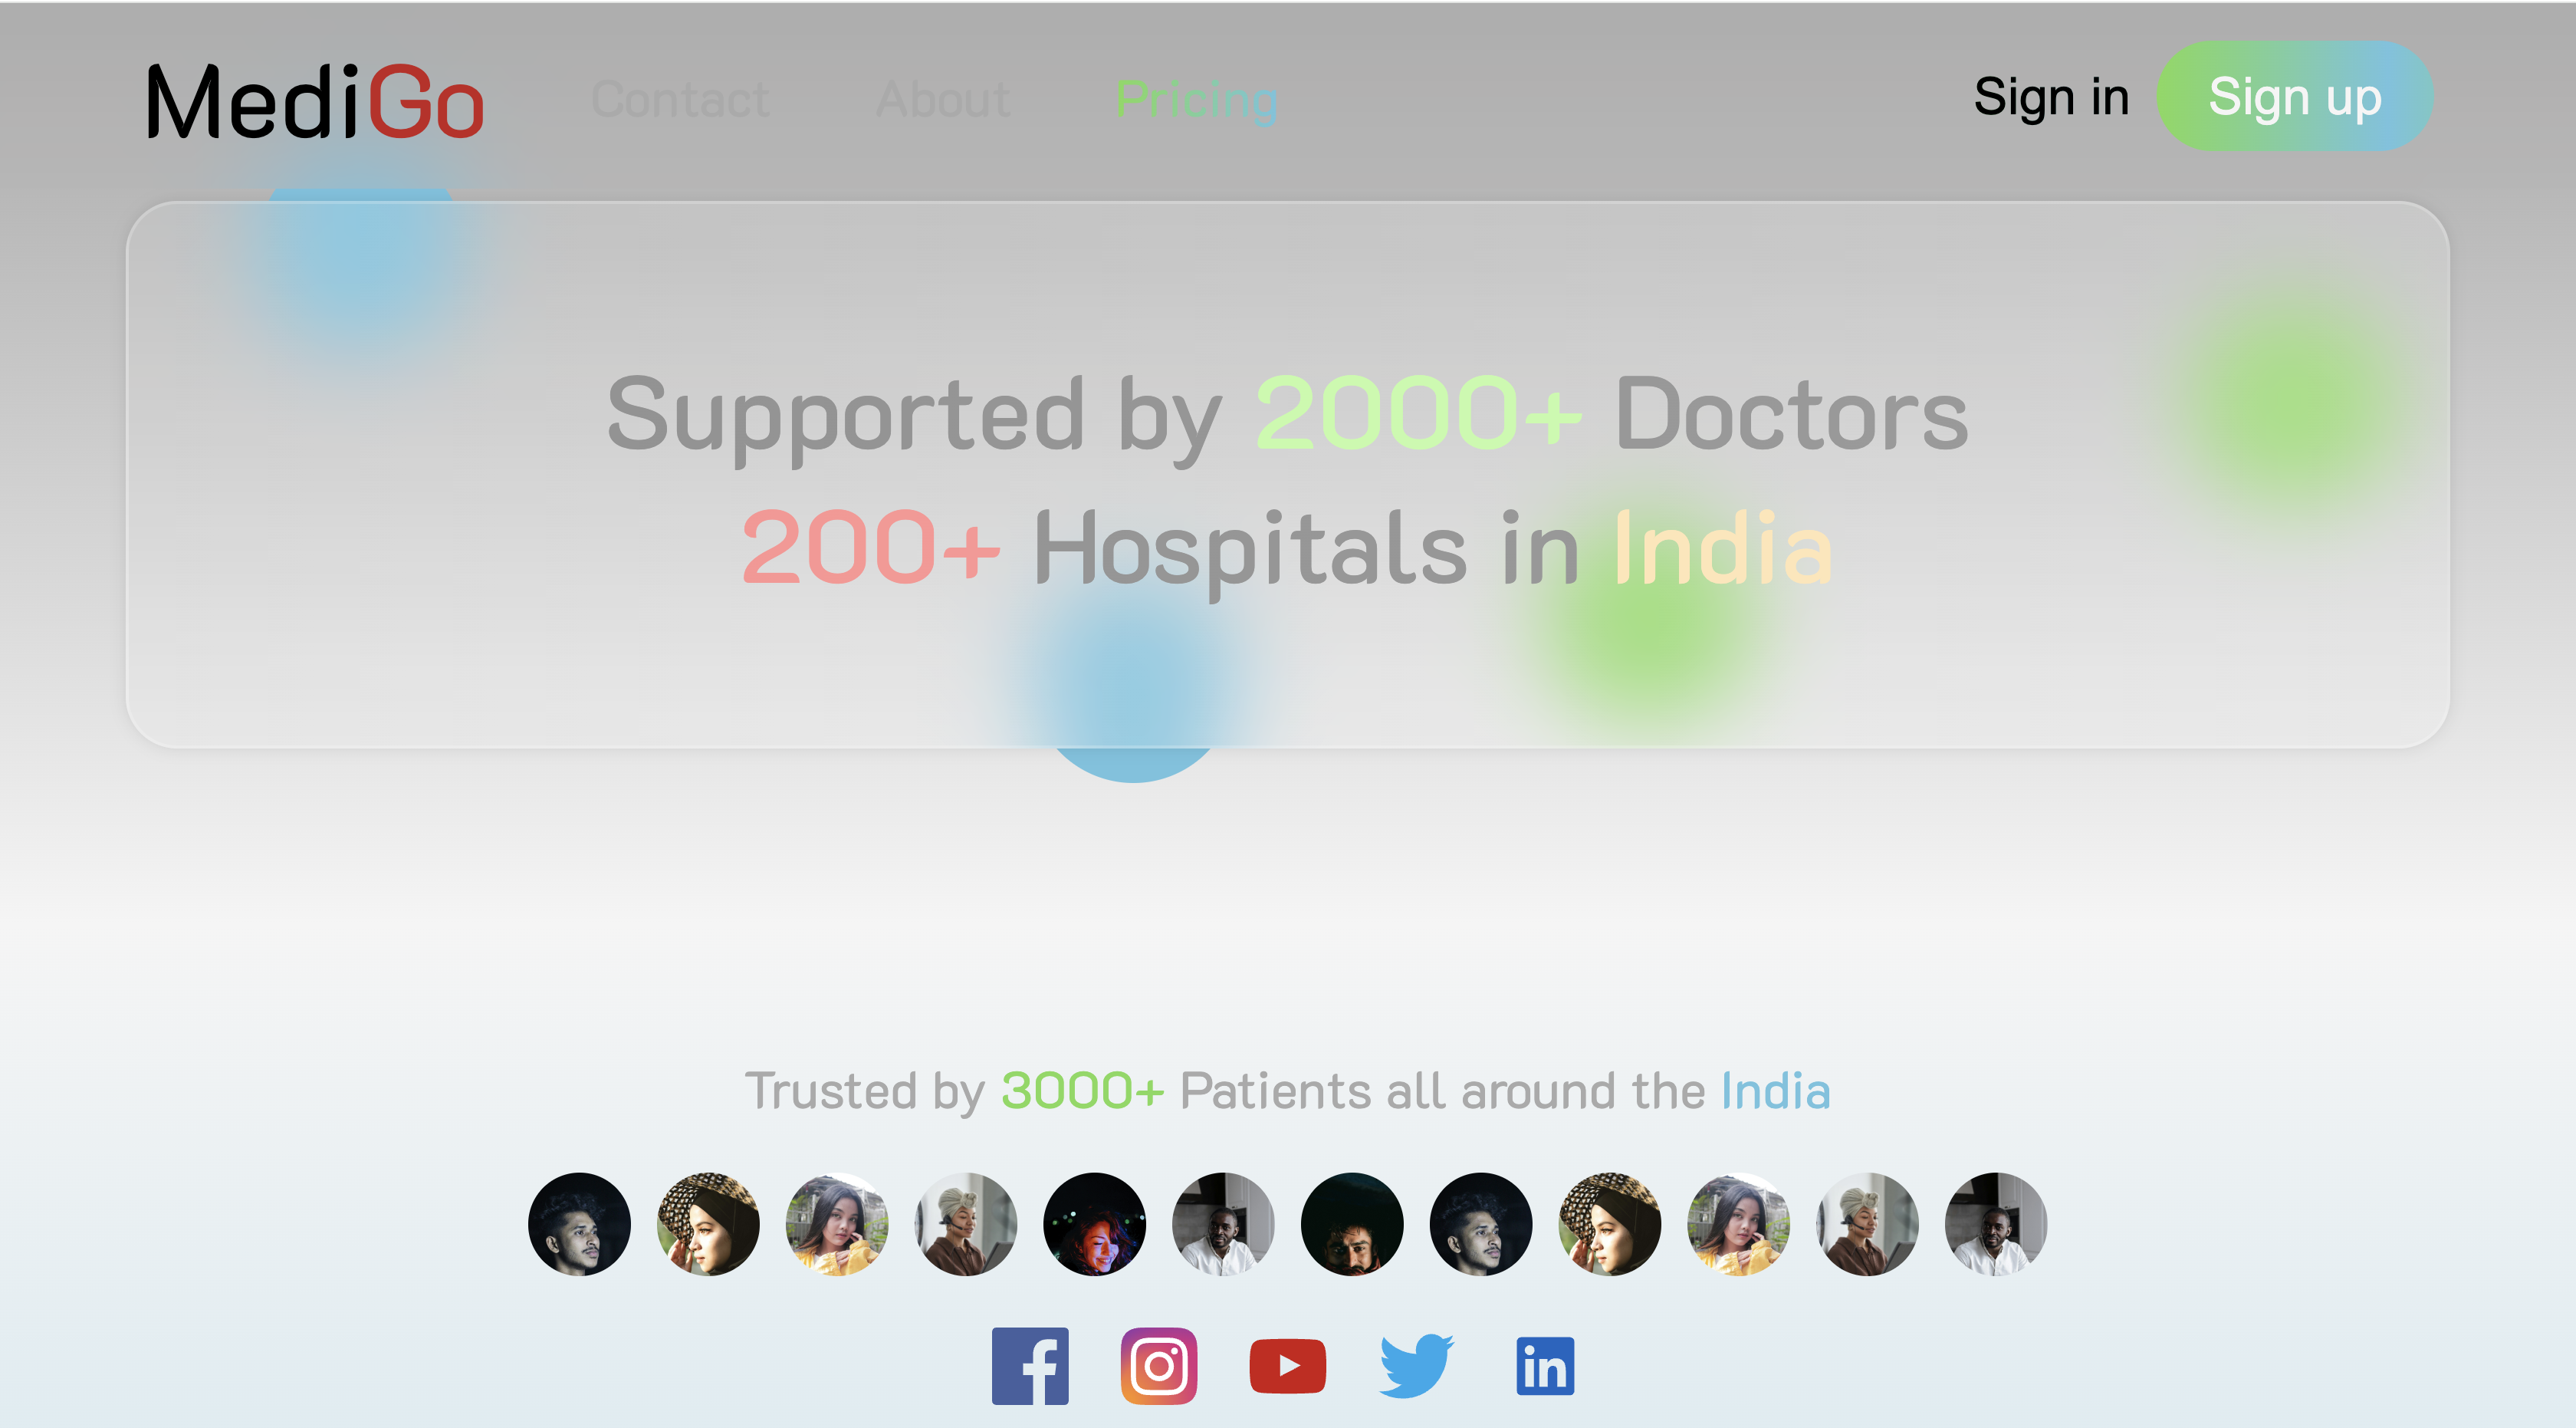 MediGo Contact About Pricing Sign in Sign up
Supported by 2000+ Doctors
200+ Hospitals in India
Trusted by 3000+ Patients all around the India